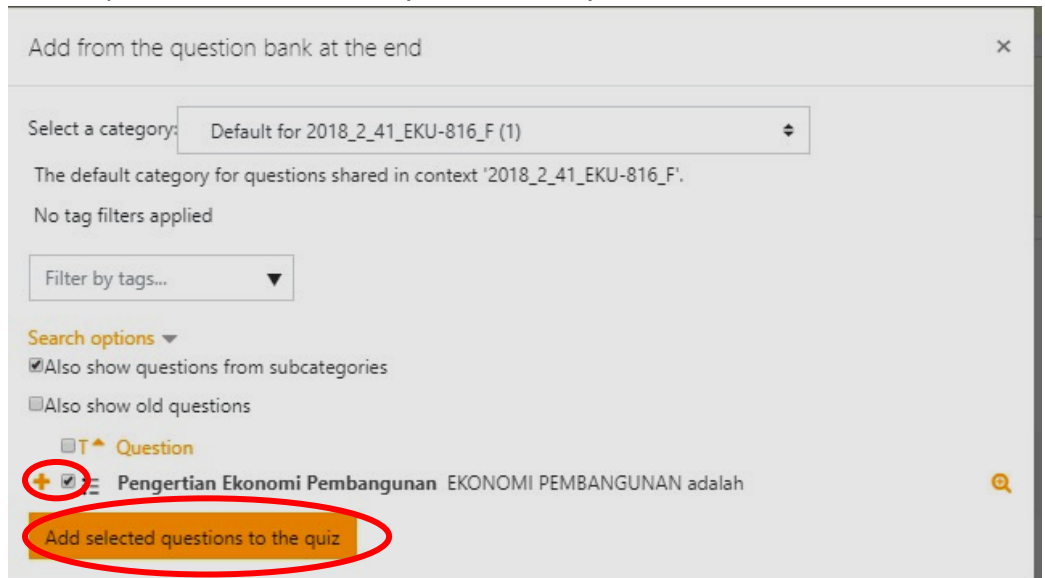 Add from the question bank at the end ×
Select a category: Default for 2018_2_41_EKU-816_F (1)
The default category for questions shared in context '2018_2_41_EKU-816_F'.
No tag filters applied
Filter by tags... ▼
Search options
Also show questions from subcategories
Also show old questions
T Question
Pengertian Ekonomi Pembangunan EKONOMI PEMBANGUNAN adalah
Add selected questions to the quiz